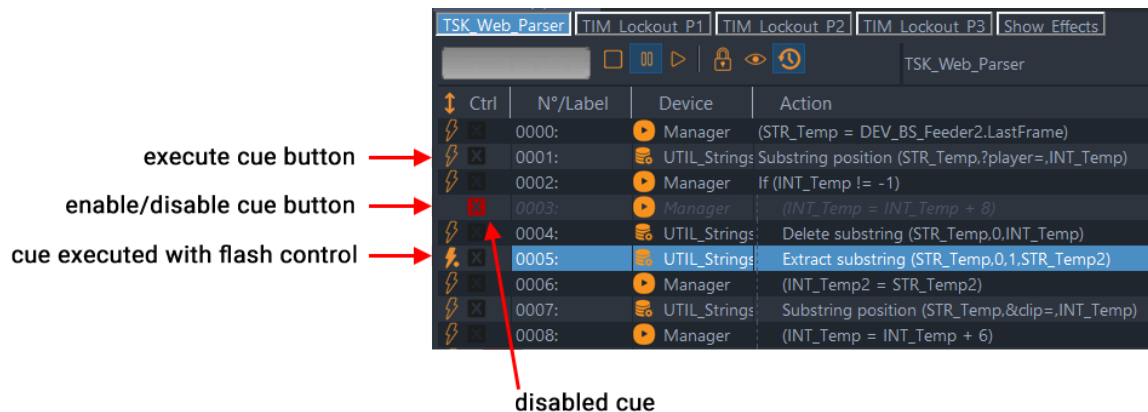 TSK_Web_Parser TIM_Lockout_P1 TIM_Lockout_P2 TIM_Lockout_P3 Show_Effects
TSK_Web_Parser
Ctrl N°/Label Device Action
0000: Manager (STR_Temp = DEV_BS_Feeder2.LastFrame)
execute cue button 0001: UTIL_Strings Substring position (STR_Temp,?player=,INT_Temp)
0002: Manager If (INT_Temp != -1)
enable/disable cue button 0003: Manager (INT_Temp = INT_Temp + 8)
0004: UTIL_Strings Delete substring (STR_Temp,0,INT_Temp)
cue executed with flash control 0005: UTIL_Strings Extract substring (STR_Temp,0,1,STR_Temp2)
0006: Manager (INT_Temp2 = STR_Temp2)
0007: UTIL_Strings Substring position (STR_Temp,&clip=,INT_Temp)
0008: Manager (INT_Temp = INT_Temp + 6)
disabled cue